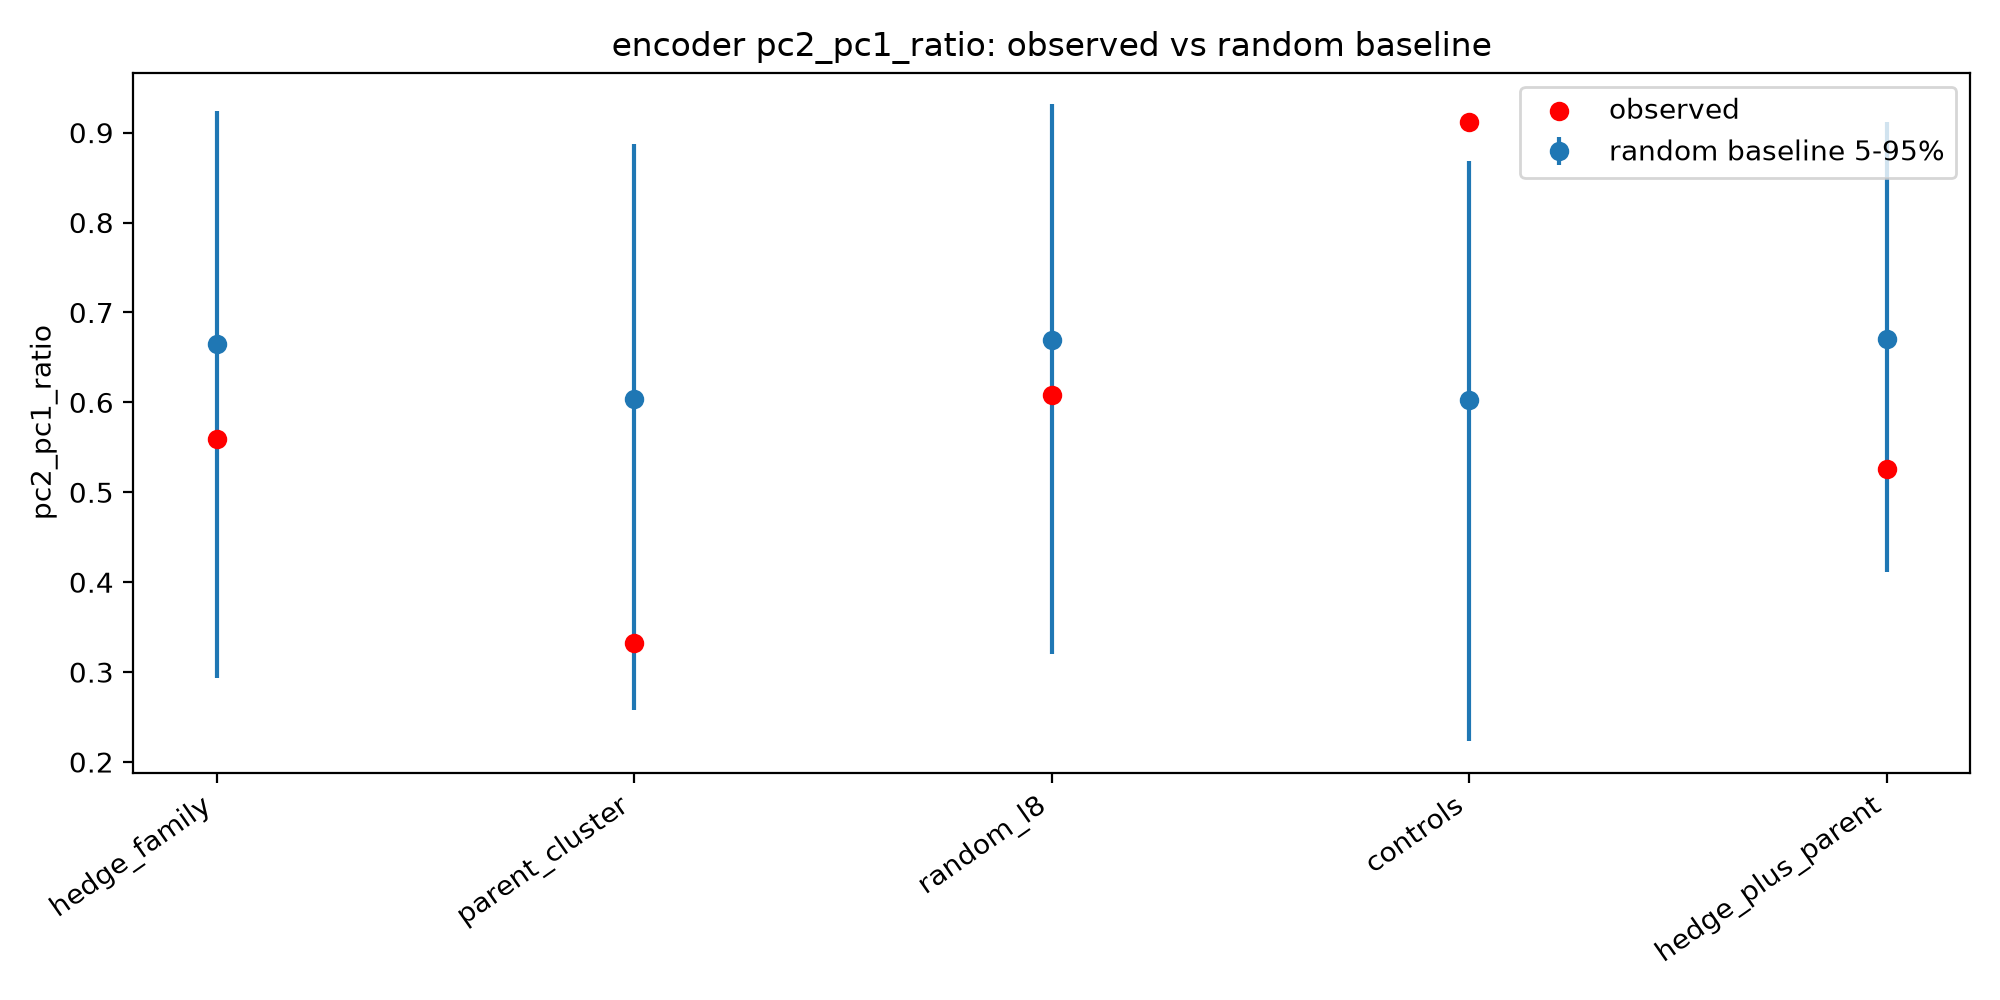 encoder pc2_pc1_ratio: observed vs random baseline
observed
random baseline 5-95%
pc2_pc1_ratio
0.9
0.8
0.7
0.6
0.5
0.4
0.3
0.2
hedge_family
parent_cluster
random_l8
controls
hedge_plus_parent